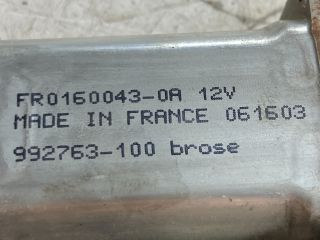 FR0160043-0A 12V
MADE IN FRANCE 061603
992763-100 brose